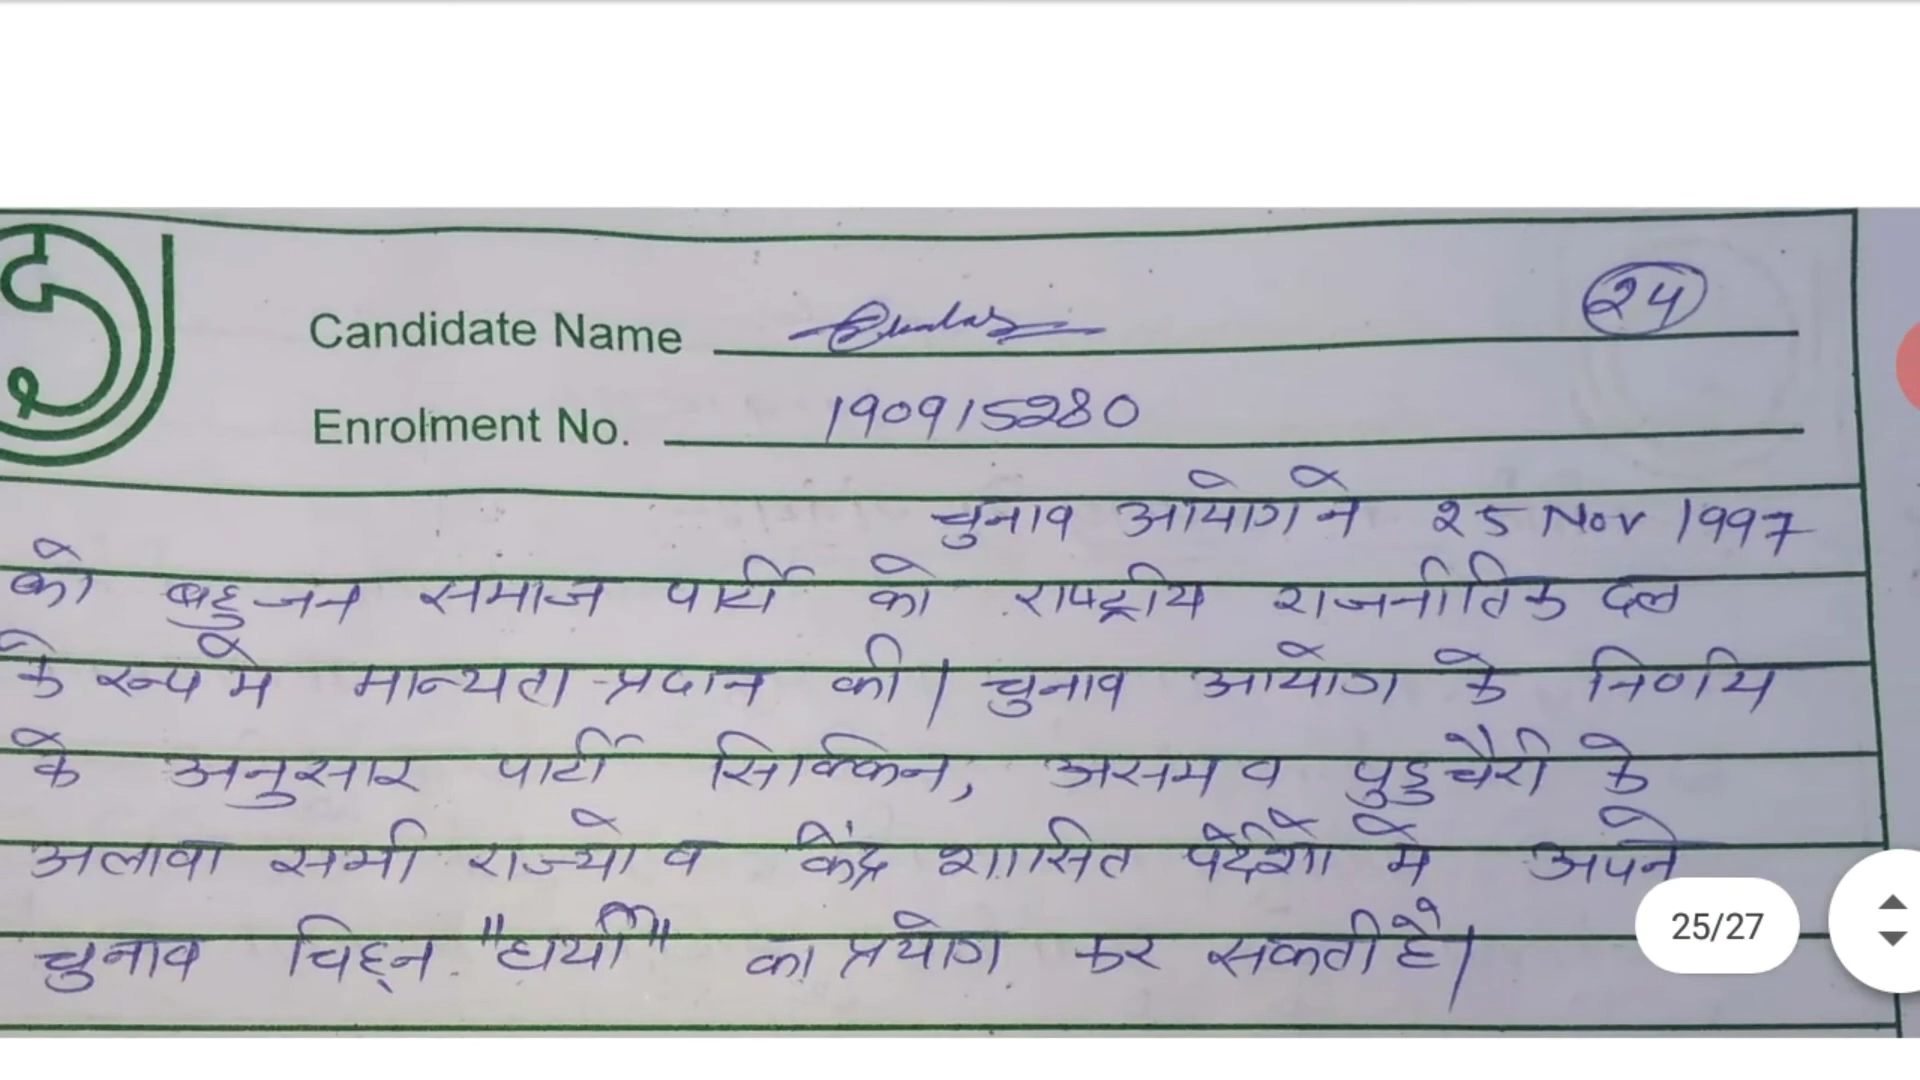 Candidate Name
24
Enrolment No. 190915280
चुनाव आयोग ने 25 Nov 1997
को बहुजन समाज पार्टी को राष्ट्रीय राजनीतिक दल
के रूप मे मान्यता प्रदान की। चुनाव आयोग के निर्णय
के अनुसार पार्टी सिक्किन, असम व पुडुचैरी के
अलावा सभी राज्यो व केंद्र शासित प्रदेशो मे अपने
चुनाव चिह्न "हाथी" का प्रयोग कर सकती है।
25/27